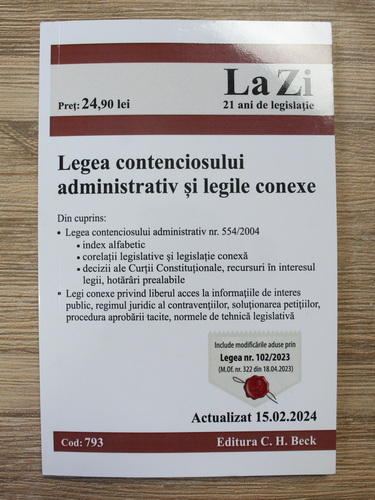 La Zi
Preț: 24,90 lei
21 ani de legislație
Legea contenciosului
administrativ și legile conexe
Din cuprins:
• Legea contenciosului administrativ nr. 554/2004
• index alfabetic
• corelații legislative și legislație conexă
• decizii ale Curții Constituționale, recursuri în interesul
legii, hotărâri prealabile
• Legi conexe privind liberul acces la informațiile de interes
public, regimul juridic al contravențiilor, soluționarea petițiilor,
procedura aprobării tacite, normele de tehnică legislativă
Include modificările aduse prin
Legea nr. 102/2023
(M.Of. nr. 322 din 18.04.2023)
Actualizat 15.02.2024
Cod: 793
Editura C. H. Beck